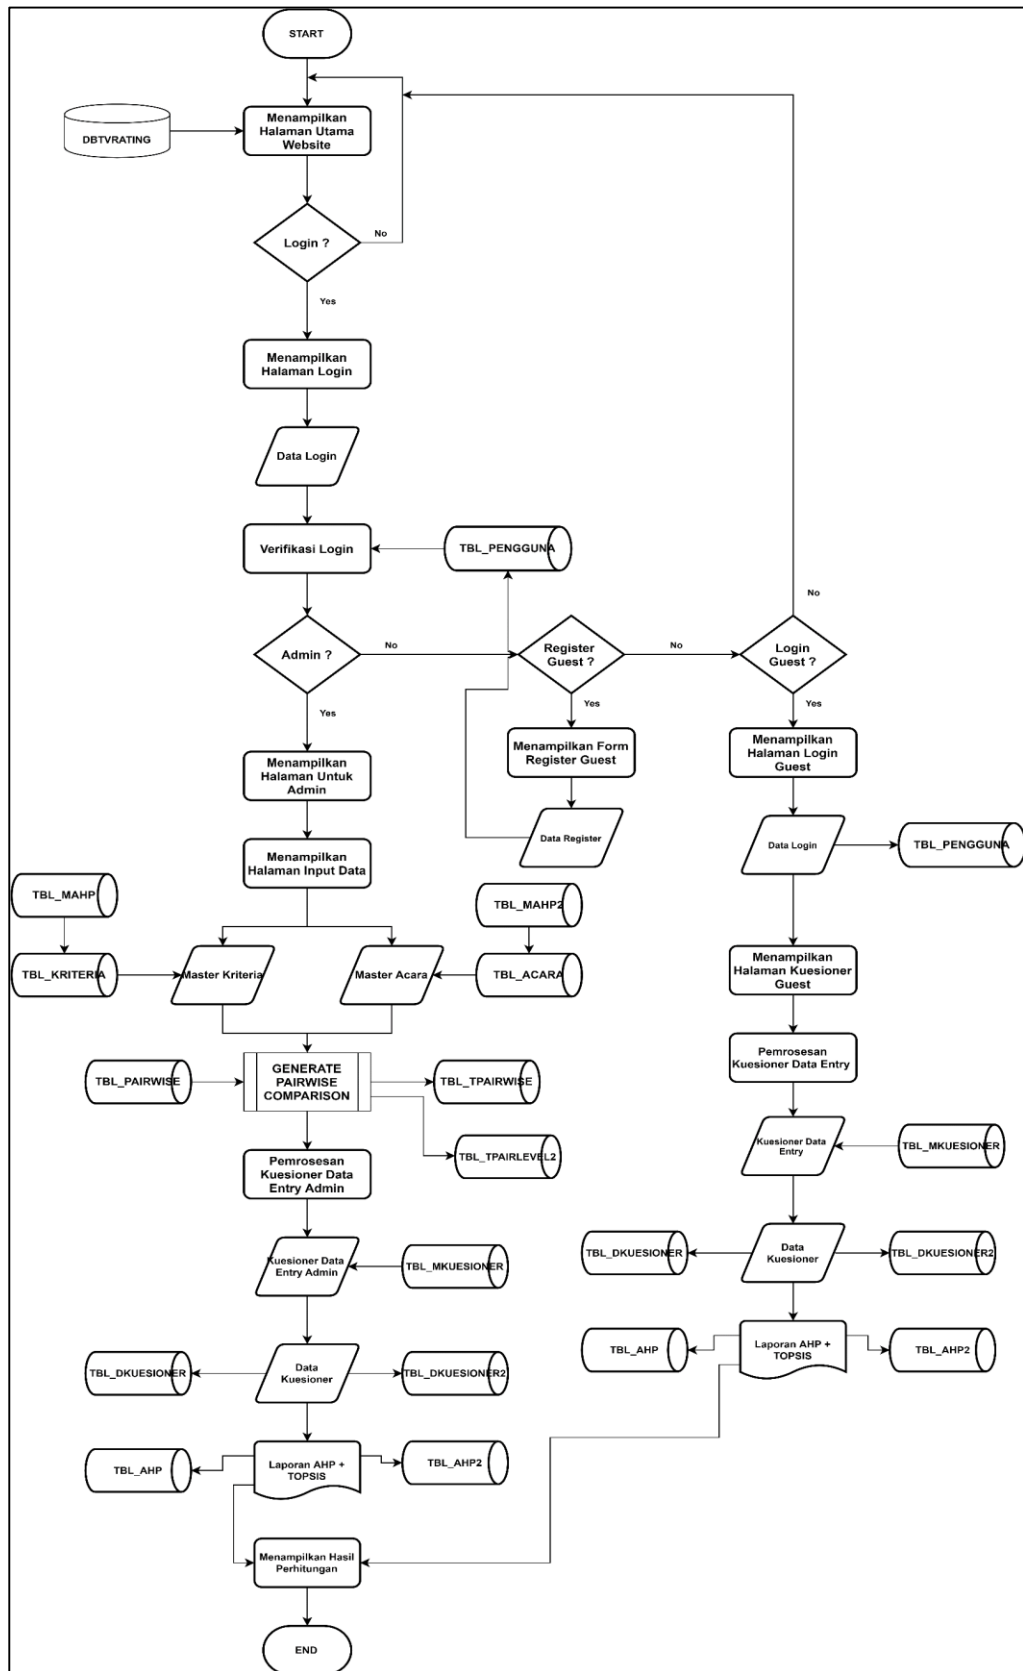 START
DBTVRATING
Menampilkan
Halaman Utama
Website
Login ?
No
Yes
Menampilkan
Halaman Login
Data Login
Verifikasi Login
TBL_PENGGUNA
No
Admin ?
No
Register
Guest ?
No
Login
Guest ?
Yes
Yes
Yes
Menampilkan
Halaman Untuk
Admin
Menampilkan Form
Register Guest
Menampilkan
Halaman Login
Guest
Data Register
Data Login
TBL_PENGGUNA
Menampilkan
Halaman Input Data
TBL_MAHP
TBL_MAHP2
TBL_KRITERIA
Master Kriteria
Master Acara
TBL_ACARA
Menampilkan
Halaman Kuesioner
Guest
TBL_PAIRWISE
GENERATE
PAIRWISE
COMPARISON
TBL_TPAIRWISE
Pemrosesan
Kuesioner Data Entry
TBL_TPAIRLEVEL2
Kuesioner Data
Entry
TBL_MKUESIONER
Pemrosesan
Kuesioner Data
Entry Admin
Kuesioner Data
Entry Admin
TBL_MKUESIONER
TBL_DKUESIONER
Data
Kuesioner
TBL_DKUESIONER2
TBL_DKUESIONER
Data
Kuesioner
TBL_DKUESIONER2
TBL_AHP
Laporan AHP +
TOPSIS
TBL_AHP2
TBL_AHP
Laporan AHP +
TOPSIS
TBL_AHP2
Menampilkan Hasil
Perhitungan
END